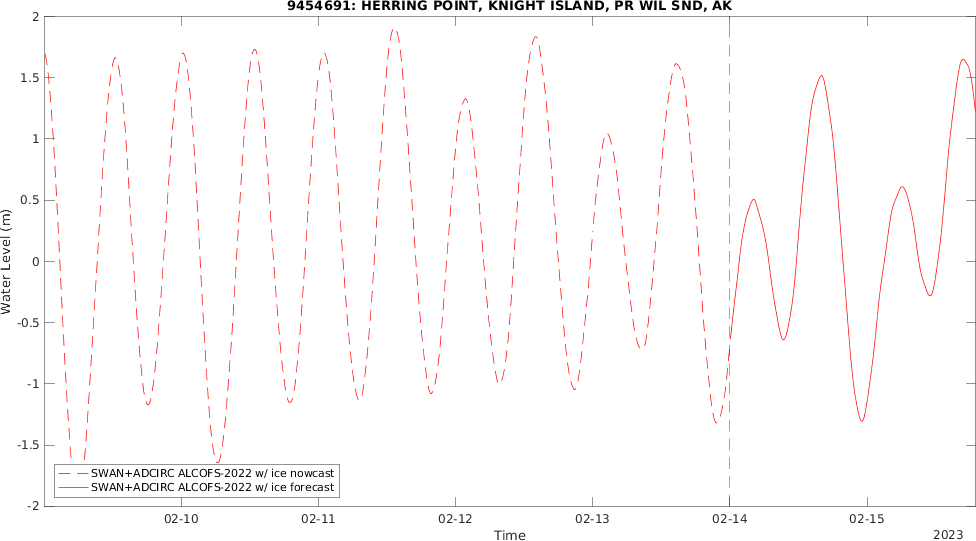 9454691: HERRING POINT, KNIGHT ISLAND, PR WIL SND, AK
2
1.5
1
0.5
0
-0.5
-1
-1.5
-2
Water Level (m)
SWAN+ADCIRC ALCOFS-2022 w/ ice nowcast
SWAN+ADCIRC ALCOFS-2022 w/ ice forecast
02-10 02-11 02-12 02-13 02-14 02-15
Time
2023